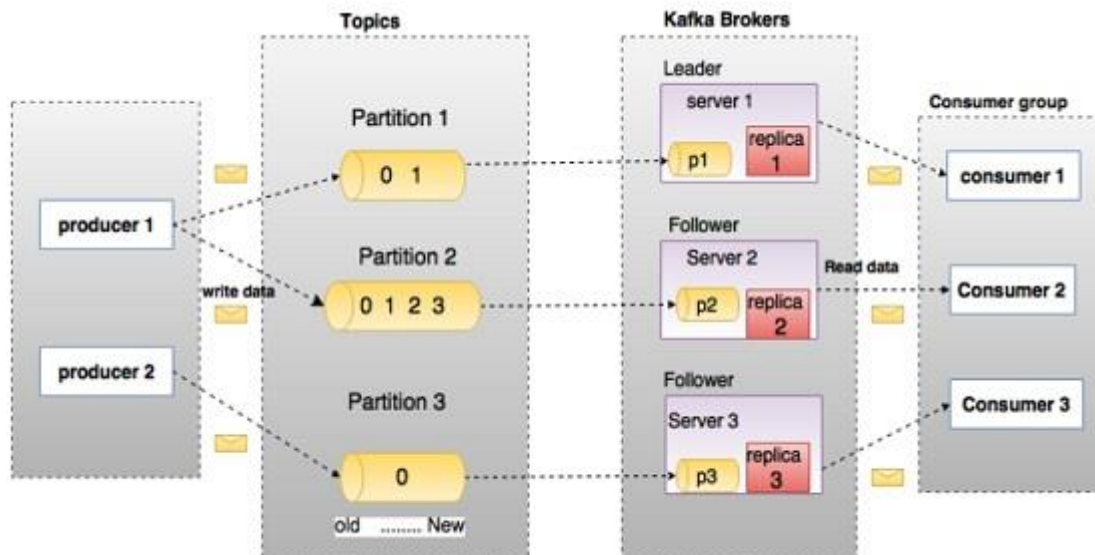 Topics
Kafka Brokers
Leader
server 1
Consumer group
Partition 1
0 1
p1
replica
1
consumer 1
producer 1
Follower
Partition 2
Server 2
Read data
write data
0 1 2 3
p2
replica
2
Consumer 2
producer 2
Follower
Partition 3
Server 3
Consumer 3
0
p3
replica
3
old ......... New